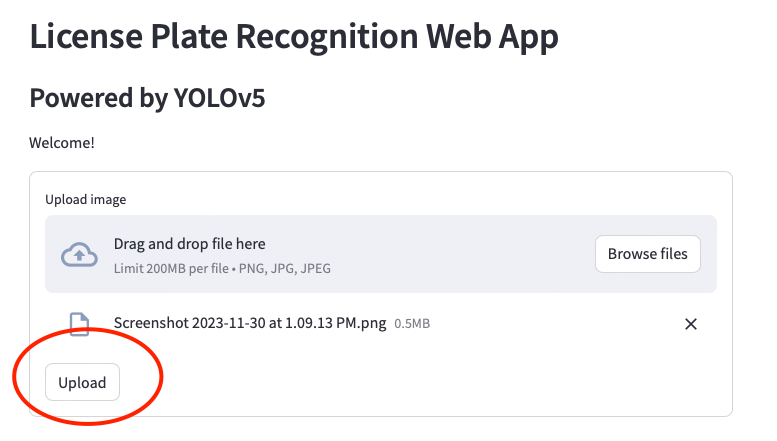 License Plate Recognition Web App
Powered by YOLOv5
Welcome!
Upload image
Drag and drop file here
Limit 200MB per file • PNG, JPG, JPEG
Browse files
Screenshot 2023-11-30 at 1.09.13 PM.png 0.5MB
Upload